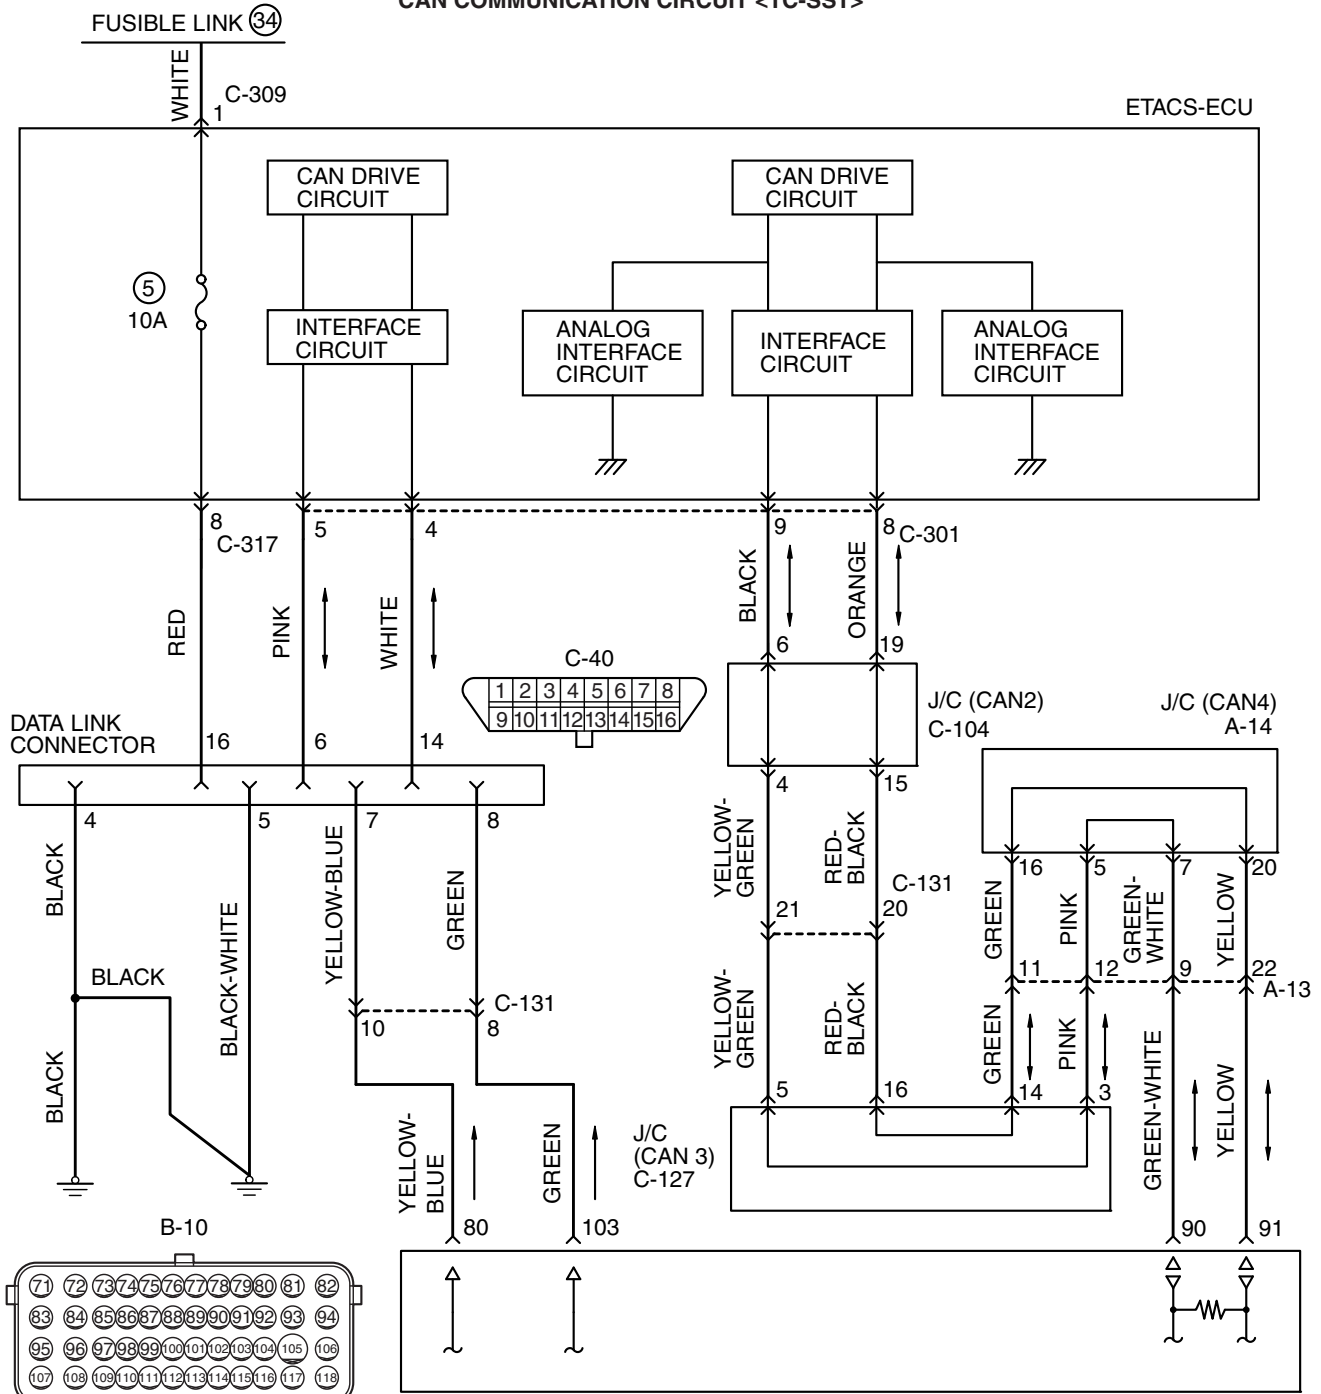 CAN COMMUNICATION CIRCUIT <TC-SST>
FUSIBLE LINK 34
WHITE
C-309
1
ETACS-ECU
CAN DRIVE
CIRCUIT
CAN DRIVE
CIRCUIT
5
10A
INTERFACE
CIRCUIT
ANALOG
INTERFACE
CIRCUIT
INTERFACE
CIRCUIT
ANALOG
INTERFACE
CIRCUIT
8
C-317
5
4
9
8
C-301
RED
PINK
WHITE
BLACK
ORANGE
6
19
C-40
1 2 3 4 5 6 7 8
9 10 11 12 13 14 15 16
J/C (CAN2)
C-104
J/C (CAN4)
A-14
DATA LINK
CONNECTOR
16
6
14
4
15
4
5
7
8
16
5
7
20
BLACK
BLACK-WHITE
YELLOW-BLUE
GREEN
YELLOW-
GREEN
RED-
BLACK
C-131
21
20
GREEN
PINK
GREEN-
WHITE
YELLOW
11
12
9
22
A-13
BLACK
BLACK
C-131
10
8
YELLOW-
GREEN
RED-
BLACK
GREEN
PINK
GREEN-WHITE
YELLOW
5
16
14
3
YELLOW-
BLUE
GREEN
J/C
(CAN 3)
C-127
B-10
80
103
90
91
71 72 73 74 75 76 77 78 79 80 81 82
83 84 85 86 87 88 89 90 91 92 93 94
95 96 97 98 99 100 101 102 103 104 105 106
107 108 109 110 111 112 113 114 115 116 117 118